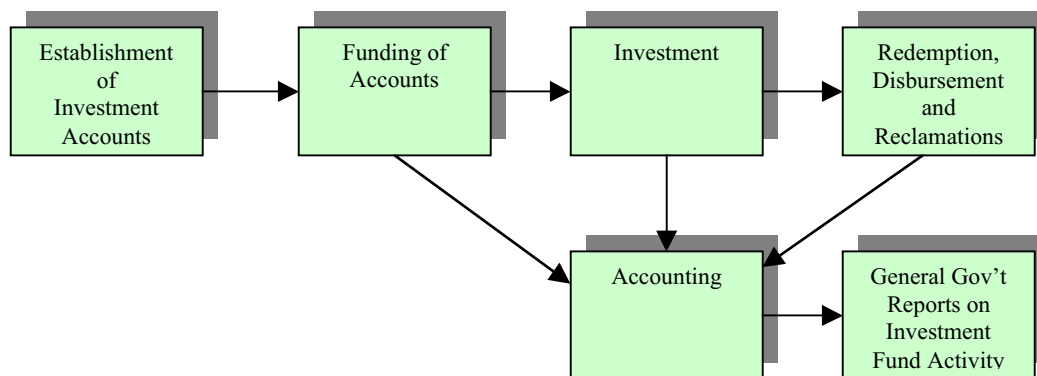 Establishment
of
Investment
Accounts
Funding of
Accounts
Investment
Redemption,
Disbursement
and
Reclamations
Accounting
General Gov’t
Reports on
Investment
Fund Activity